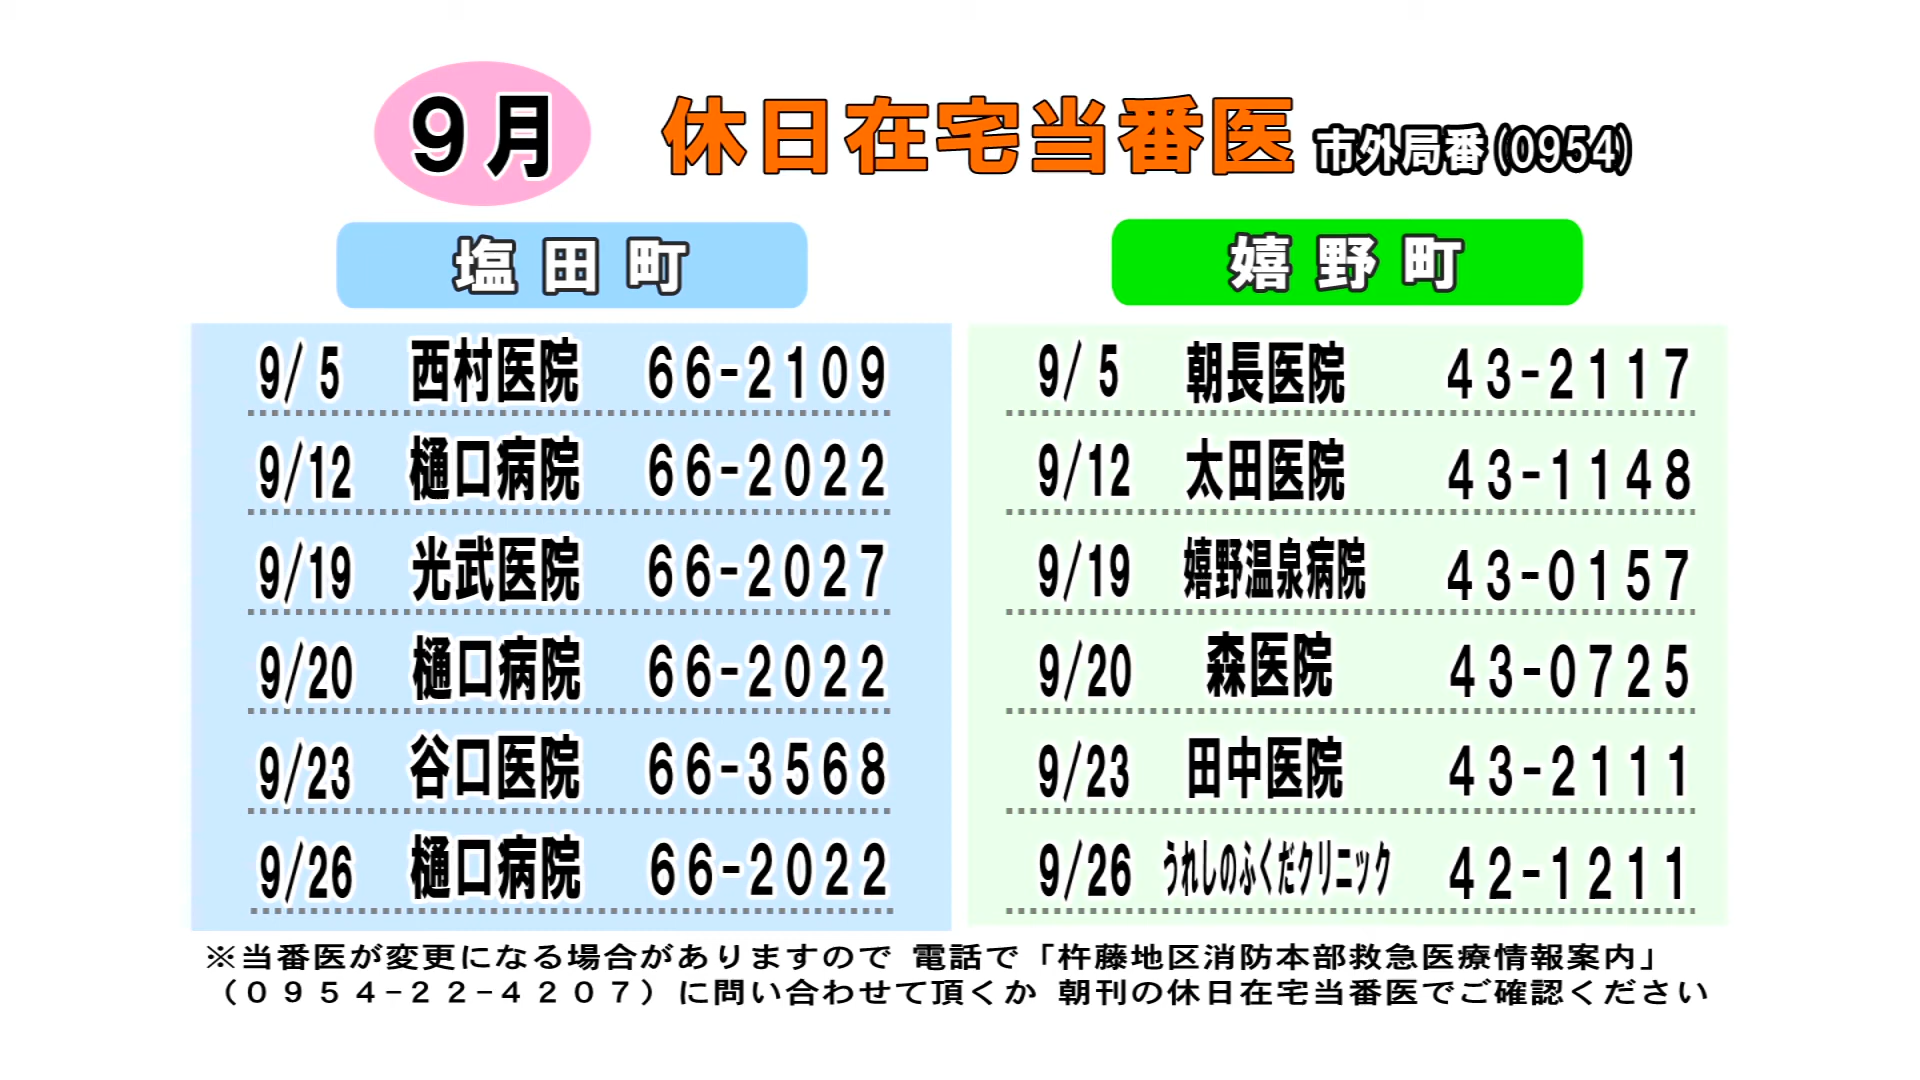 9月 休日在宅当番医 市外局番(0954)
塩田町
9/5 西村医院 66-2109
9/12 樋口病院 66-2022
9/19 光武医院 66-2027
9/20 樋口病院 66-2022
9/23 谷口医院 66-3568
9/26 樋口病院 66-2022
嬉野町
9/5 朝長医院 43-2117
9/12 太田医院 43-1148
9/19 嬉野温泉病院 43-0157
9/20 森医院 43-0725
9/23 田中医院 43-2111
9/26 うれしのふくだクリニック 42-1211
※当番医が変更になる場合がありますので 電話で「杵藤地区消防本部救急医療情報案内」
（０９５４-２２-４２０７）に問い合わせて頂くか 朝刊の休日在宅当番医でご確認ください